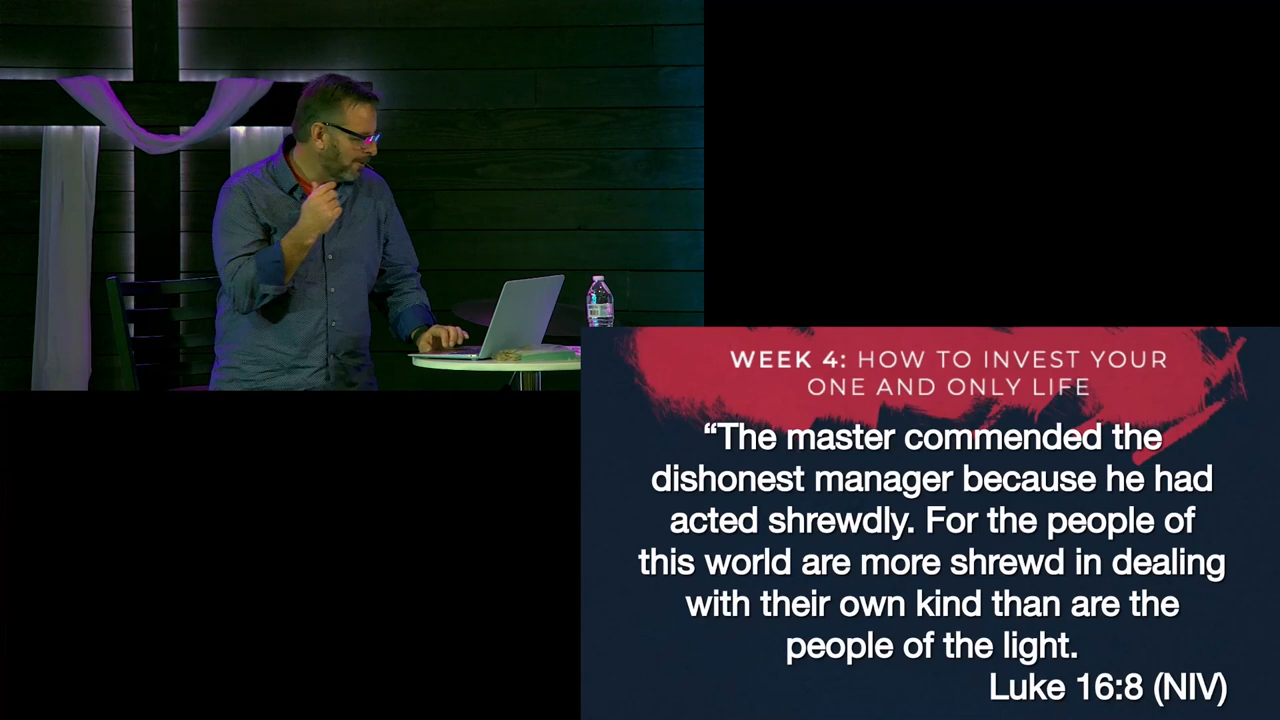 WEEK 4: HOW TO INVEST YOUR
ONE AND ONLY LIFE
“The master commended the
dishonest manager because he had
acted shrewdly. For the people of
this world are more shrewd in dealing
with their own kind than are the
people of the light.
Luke 16:8 (NIV)